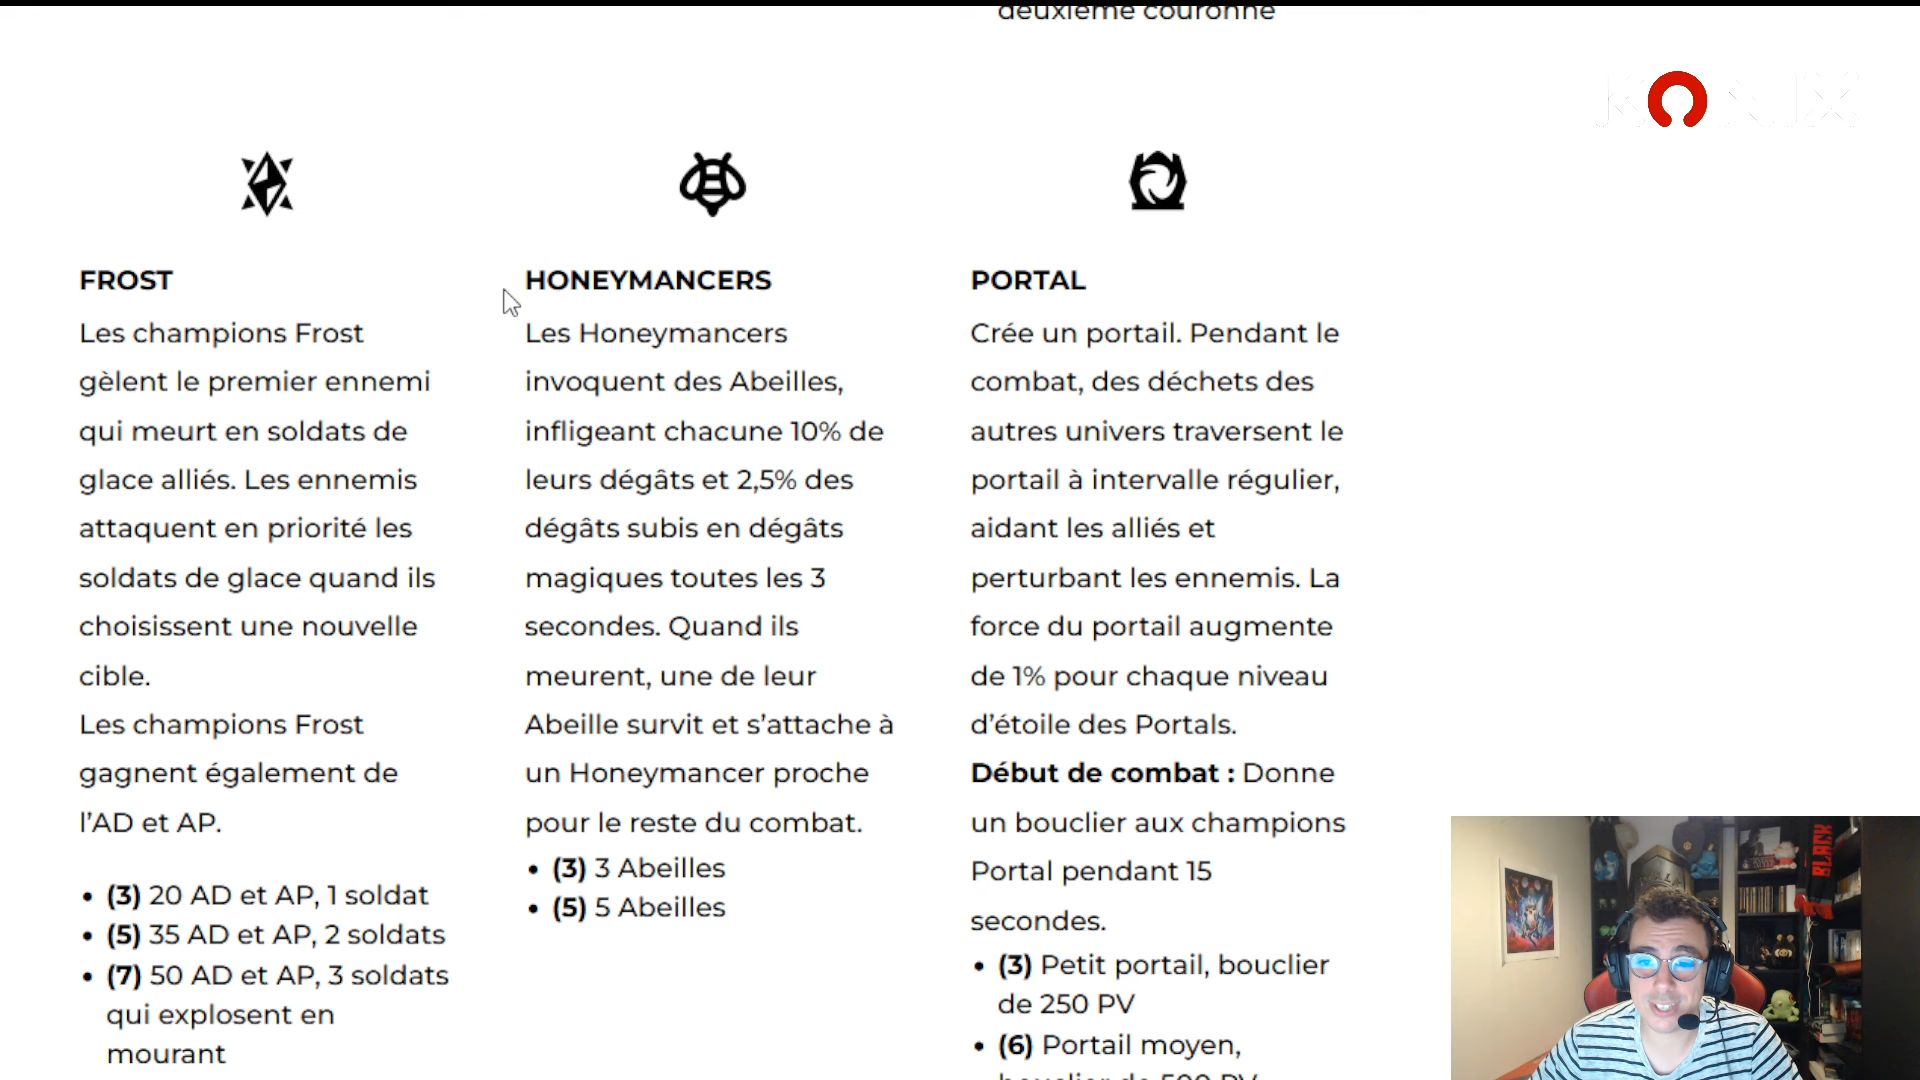 deuxième couronne
KONIX
FROST
Les champions Frost
gèlent le premier ennemi
qui meurt en soldats de
glace alliés. Les ennemis
attaquent en priorité les
soldats de glace quand ils
choisissent une nouvelle
cible.
Les champions Frost
gagnent également de
l’AD et AP.
• (3) 20 AD et AP, 1 soldat
• (5) 35 AD et AP, 2 soldats
• (7) 50 AD et AP, 3 soldats
qui explosent en
mourant
HONEYMANCERS
Les Honeymancers
invoquent des Abeilles,
infligeant chacune 10% de
leurs dégâts et 2,5% des
dégâts subis en dégâts
magiques toutes les 3
secondes. Quand ils
meurent, une de leur
Abeille survit et s’attache à
un Honeymancer proche
pour le reste du combat.
• (3) 3 Abeilles
• (5) 5 Abeilles
PORTAL
Crée un portail. Pendant le
combat, des déchets des
autres univers traversent le
portail à intervalle régulier,
aidant les alliés et
perturbant les ennemis. La
force du portail augmente
de 1% pour chaque niveau
d’étoile des Portals.
Début de combat : Donne
un bouclier aux champions
Portal pendant 15
secondes.
• (3) Petit portail, bouclier
de 250 PV
• (6) Portail moyen,
bouclier de 500 PV
BLACK